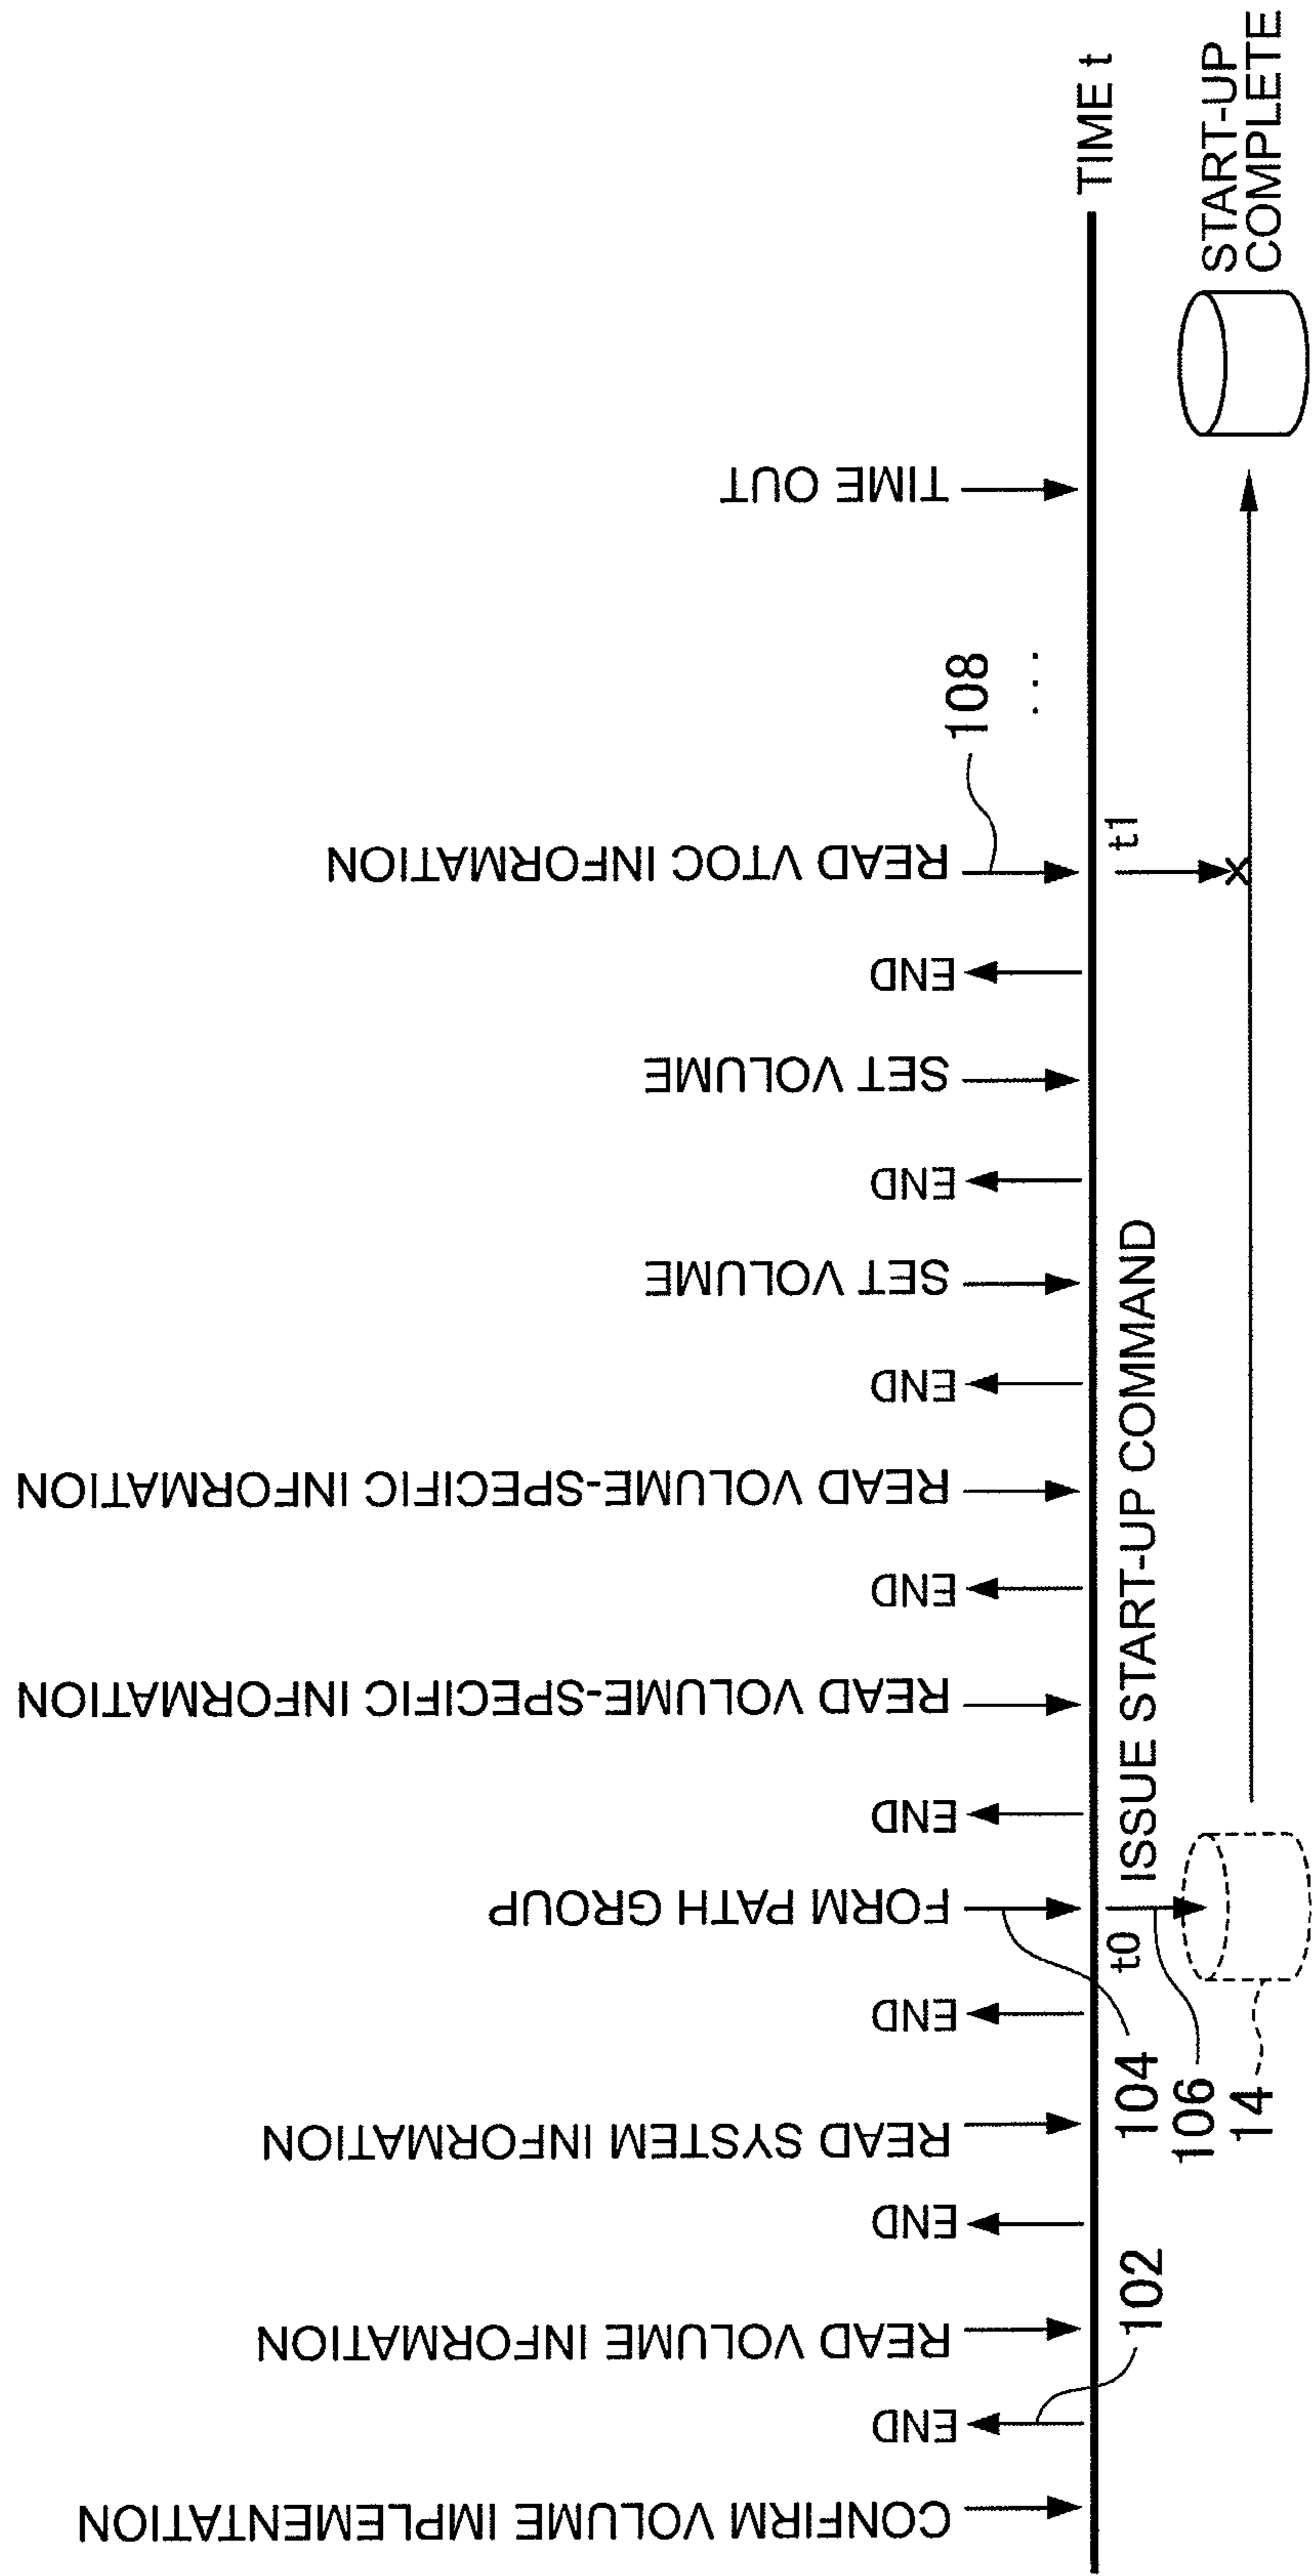 CONFIRM VOLUME IMPLEMENTATION
END
102
READ VOLUME INFORMATION
END
READ SYSTEM INFORMATION
END
FORM PATH GROUP
104
t0
ISSUE START-UP COMMAND
106
14
END
READ VOLUME-SPECIFIC INFORMATION
END
READ VOLUME-SPECIFIC INFORMATION
END
SET VOLUME
END
SET VOLUME
END
READ VTOC INFORMATION
108
t1
. . .
TIME OUT
TIME t
START-UP
COMPLETE